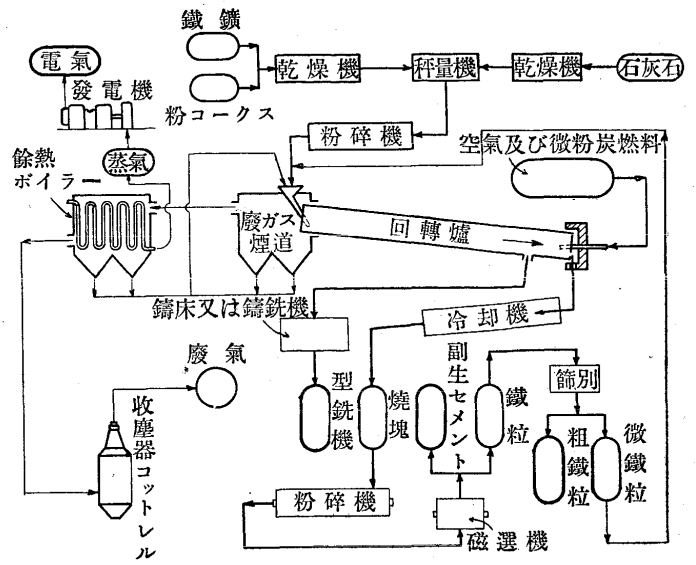 鐵鑛
電氣
發電機
粉コークス
乾燥機
秤量機
乾燥機
石灰石
粉碎機
空氣及び微粉炭燃料
餘熱
ボイラー
蒸氣
廢ガス
煙道
回轉爐
鑄床又は鑄銑機
冷却機
廢氣
收塵器コットレル
型銑機
燒塊
副生セメント
鐵粒
篩別
粗鐵粒
微鐵粒
粉碎機
磁選機